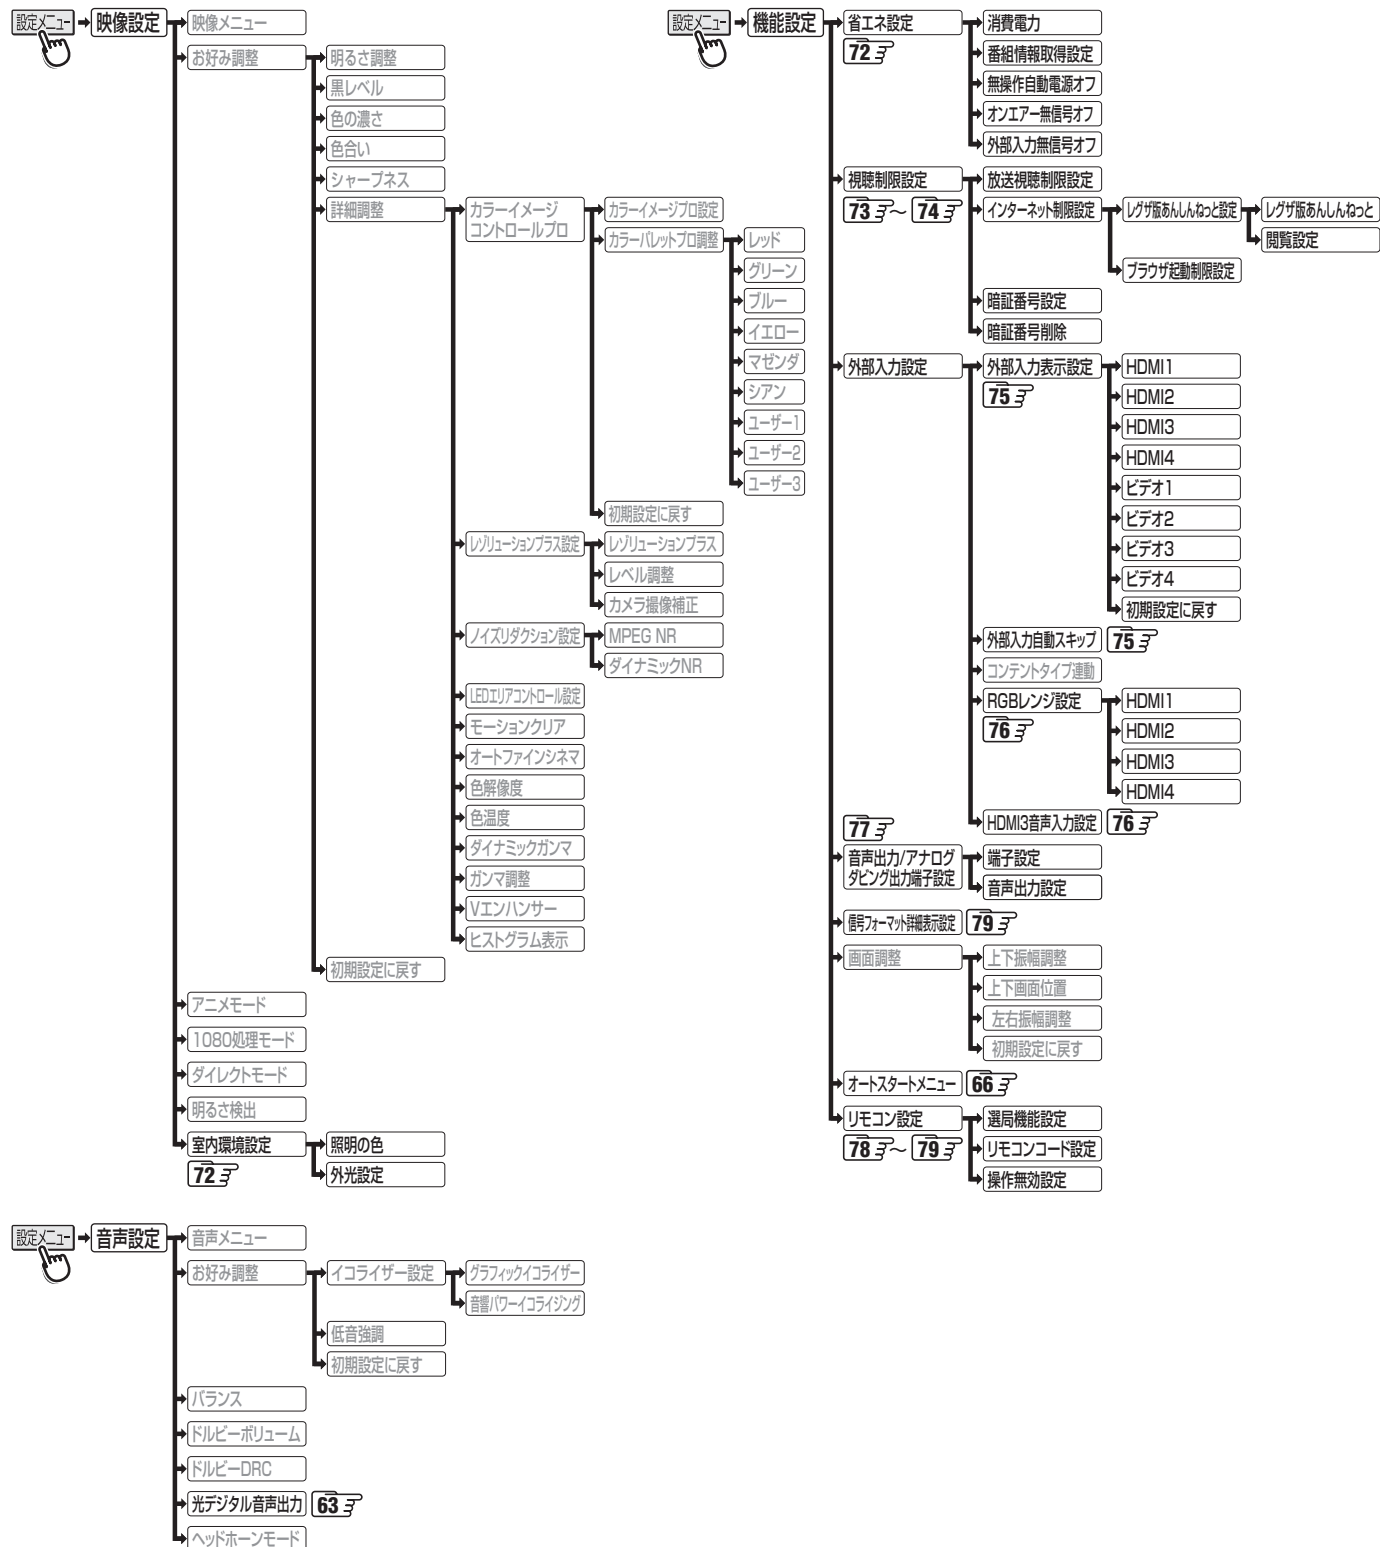 設定メニュー
映像設定
映像メニュー
お好み調整
明るさ調整
黒レベル
色の濃さ
色合い
シャープネス
詳細調整
カラーイメージ
コントロールプロ
カラーイメージプロ設定
カラーパレットプロ調整
レッド
グリーン
ブルー
イエロー
マゼンダ
シアン
ユーザー1
ユーザー2
ユーザー3
初期設定に戻す
レゾリューションプラス設定
レゾリューションプラス
レベル調整
カメラ撮像補正
ノイズリダクション設定
MPEG NR
ダイナミックNR
LEDエリアコントロール設定
モーションクリア
オートファインシネマ
色解像度
色温度
ダイナミックガンマ
ガンマ調整
Vエンハンサー
ヒストグラム表示
初期設定に戻す
アニメモード
1080処理モード
ダイレクトモード
明るさ検出
室内環境設定
72
照明の色
外光設定
設定メニュー
音声設定
音声メニュー
お好み調整
イコライザー設定
グラフィックイコライザー
音響パワーイコライジング
低音強調
初期設定に戻す
バランス
ドルビーボリューム
ドルビーDRC
光デジタル音声出力 63
ヘッドホーンモード
設定メニュー
機能設定
省エネ設定
72
消費電力
番組情報取得設定
無操作自動電源オフ
オンエアー無信号オフ
外部入力無信号オフ
視聴制限設定
73～74
放送視聴制限設定
インターネット制限設定
レグザ版あんしんねっと設定
レグザ版あんしんねっと
閲覧設定
ブラウザ起動制限設定
暗証番号設定
暗証番号削除
外部入力設定
外部入力表示設定
75
HDMI1
HDMI2
HDMI3
HDMI4
ビデオ1
ビデオ2
ビデオ3
ビデオ4
初期設定に戻す
外部入力自動スキップ 75
コンテントタイプ連動
RGBレンジ設定
76
HDMI1
HDMI2
HDMI3
HDMI4
HDMI3音声入力設定 76
77
音声出力/アナログ
ダビング出力端子設定
端子設定
音声出力設定
信号フォーマット詳細表示設定 79
画面調整
上下振幅調整
上下画面位置
左右振幅調整
初期設定に戻す
オートスタートメニュー 66
リモコン設定
78～79
選局機能設定
リモコンコード設定
操作無効設定